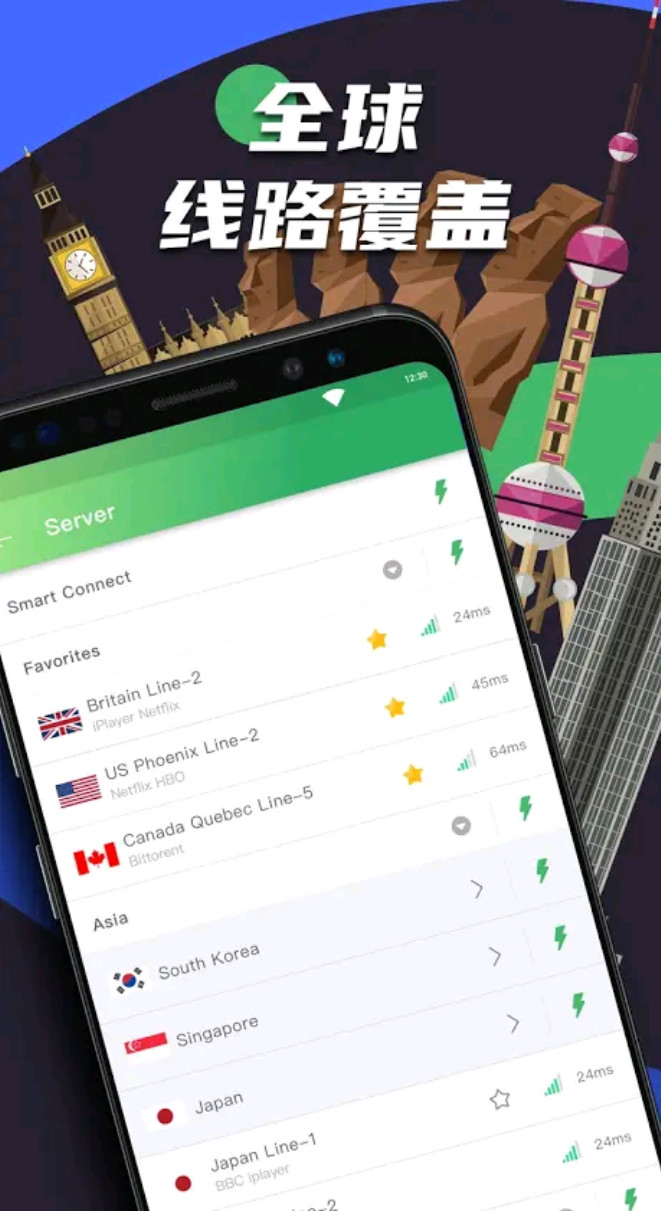 全球
线路覆盖
12:30
Server
Smart Connect
Favorites
Britain Line-2
iPlayer Netflix
24ms
US Phoenix Line-2
Netflix HBO
45ms
Canada Quebec Line-5
Bittorent
64ms
Asia
South Korea
Singapore
Japan
Japan Line-1
BBC iplayer
24ms
24ms